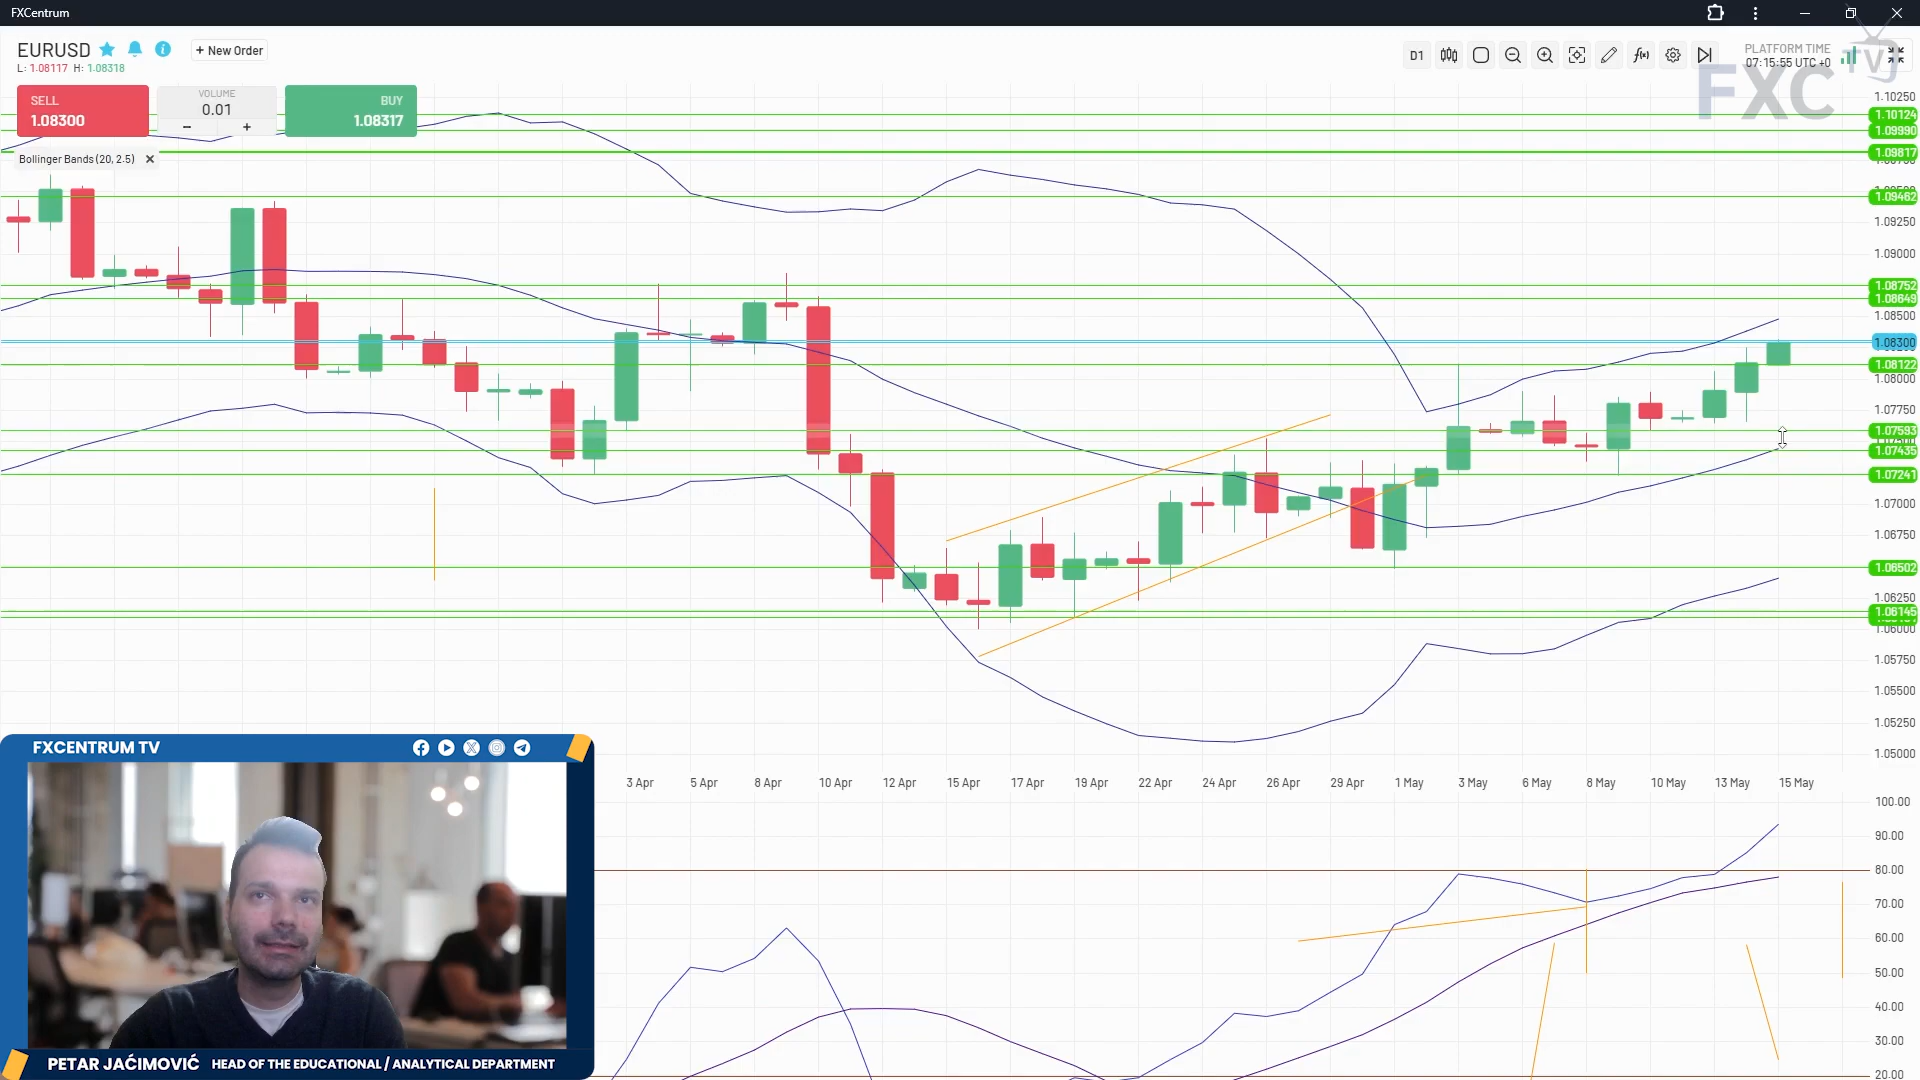 FXCentrum
EURUSD
+ New Order
L: 1.08117 H: 1.08318
D1
PLATFORM TIME
07:15:55 UTC +0
FXC TV
SELL
1.08300
VOLUME
0.01
- +
BUY
1.08317
Bollinger Bands (20, 2.5) ×
1.10250
1.10124
1.09990
1.09817
1.09462
1.09250
1.09000
1.08752
1.08649
1.08500
1.08300
1.08122
1.08000
1.07750
1.07593
1.07435
1.07241
1.07000
1.06750
1.06502
1.06250
1.06145
1.06000
1.05750
1.05500
1.05250
1.05000
3 Apr 5 Apr 8 Apr 10 Apr 12 Apr 15 Apr 17 Apr 19 Apr 22 Apr 24 Apr 26 Apr 29 Apr 1 May 3 May 6 May 8 May 10 May 13 May 15 May
100.00
90.00
80.00
70.00
60.00
50.00
40.00
30.00
20.00
FXCENTRUM TV
PETAR JAĆIMOVIĆ HEAD OF THE EDUCATIONAL / ANALYTICAL DEPARTMENT